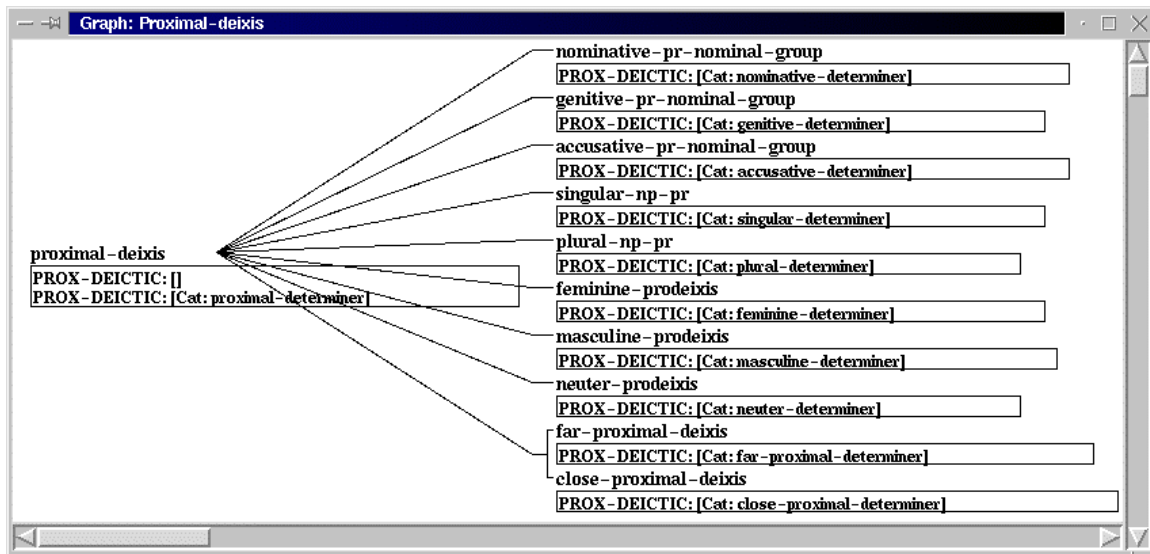 Graph: Proximal-deixis
nominative-pr-nominal-group
PROX-DEICTIC: [Cat: nominative-determiner]
genitive-pr-nominal-group
PROX-DEICTIC: [Cat: genitive-determiner]
accusative-pr-nominal-group
PROX-DEICTIC: [Cat: accusative-determiner]
singular-np-pr
PROX-DEICTIC: [Cat: singular-determiner]
plural-np-pr
PROX-DEICTIC: [Cat: plural-determiner]
proximal-deixis
PROX-DEICTIC: []
PROX-DEICTIC: [Cat: proximal-determiner]
feminine-prodeixis
PROX-DEICTIC: [Cat: feminine-determiner]
masculine-prodeixis
PROX-DEICTIC: [Cat: masculine-determiner]
neuter-prodeixis
PROX-DEICTIC: [Cat: neuter-determiner]
far-proximal-deixis
PROX-DEICTIC: [Cat: far-proximal-determiner]
close-proximal-deixis
PROX-DEICTIC: [Cat: close-proximal-determiner]